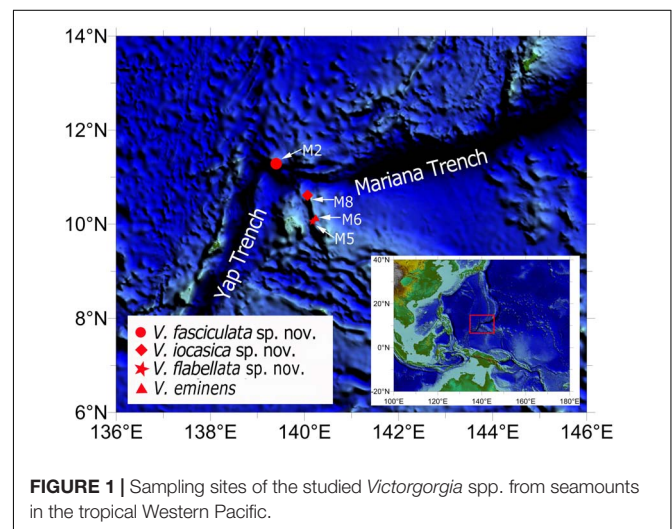 14°N
12°N
10°N
8°N
6°N
136°E
138°E
140°E
142°E
144°E
146°E
M2
M8
M6
M5
Mariana Trench
Yap Trench
V. fasciculata sp. nov.
V. iocasica sp. nov.
V. flabellata sp. nov.
V. eminens
40°N
20°N
0°N
20°N
100°E
120°E
140°E
160°E
180°E
FIGURE 1 | Sampling sites of the studied Victorgorgia spp. from seamounts
in the tropical Western Pacific.